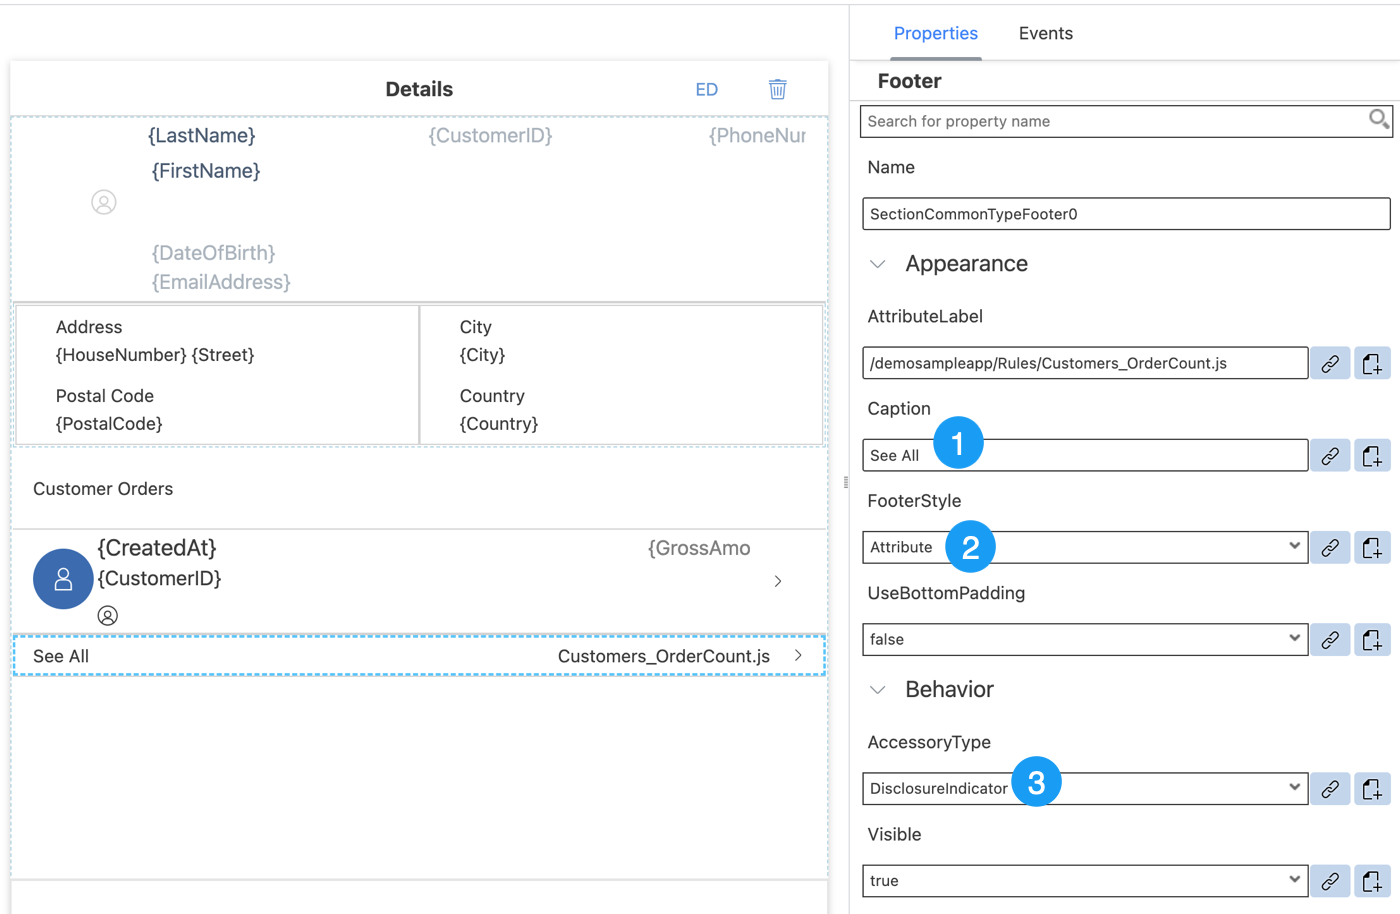 Details
ED
{LastName}
{CustomerID}
{PhoneNur
{FirstName}
{DateOfBirth}
{EmailAddress}
Address
{HouseNumber} {Street}
Postal Code
{PostalCode}
City
{City}
Country
{Country}
Customer Orders
{CreatedAt}
{GrossAmo
{CustomerID}
See All
Customers_OrderCount.js
Properties
Events
Footer
Search for property name
Name
SectionCommonTypeFooter0
Appearance
AttributeLabel
/demosampleapp/Rules/Customers_OrderCount.js
Caption
See All
1
FooterStyle
Attribute
2
UseBottomPadding
false
Behavior
AccessoryType
DisclosureIndicator
3
Visible
true